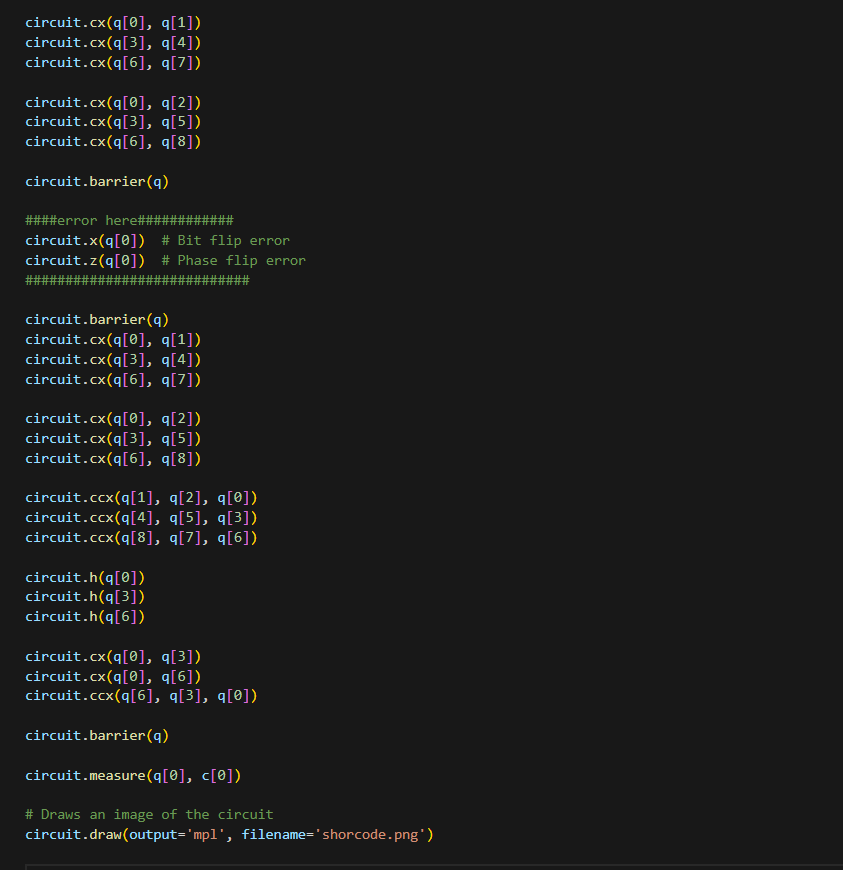 circuit.cx(q[0], q[1])
circuit.cx(q[3], q[4])
circuit.cx(q[6], q[7])
circuit.cx(q[0], q[2])
circuit.cx(q[3], q[5])
circuit.cx(q[6], q[8])
circuit.barrier(q)
####error here############
circuit.x(q[0])  # Bit flip error
circuit.z(q[0])  # Phase flip error
############################
circuit.barrier(q)
circuit.cx(q[0], q[1])
circuit.cx(q[3], q[4])
circuit.cx(q[6], q[7])
circuit.cx(q[0], q[2])
circuit.cx(q[3], q[5])
circuit.cx(q[6], q[8])
circuit.ccx(q[1], q[2], q[0])
circuit.ccx(q[4], q[5], q[3])
circuit.ccx(q[8], q[7], q[6])
circuit.h(q[0])
circuit.h(q[3])
circuit.h(q[6])
circuit.cx(q[0], q[3])
circuit.cx(q[0], q[6])
circuit.ccx(q[6], q[3], q[0])
circuit.barrier(q)
circuit.measure(q[0], c[0])
# Draws an image of the circuit
circuit.draw(output='mpl', filename='shorcode.png')